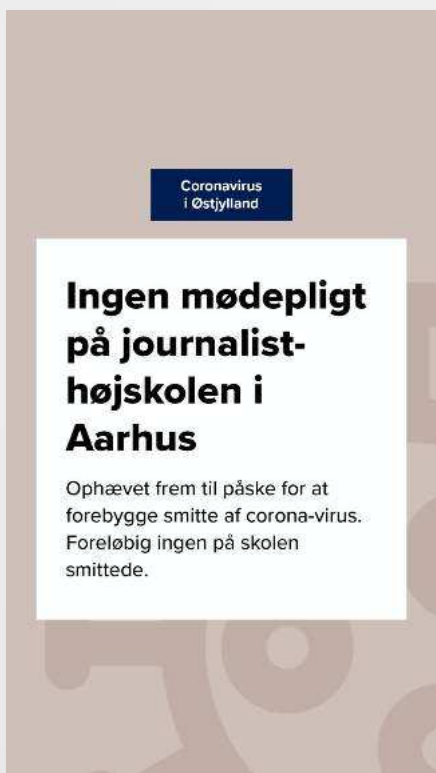 Coronavirus
i Østjylland
Ingen mødepligt
på journalist-
højskolen i
Aarhus
Ophævet frem til påske for at
forebygge smitte af corona-virus.
Foreløbig ingen på skolen
smittede.